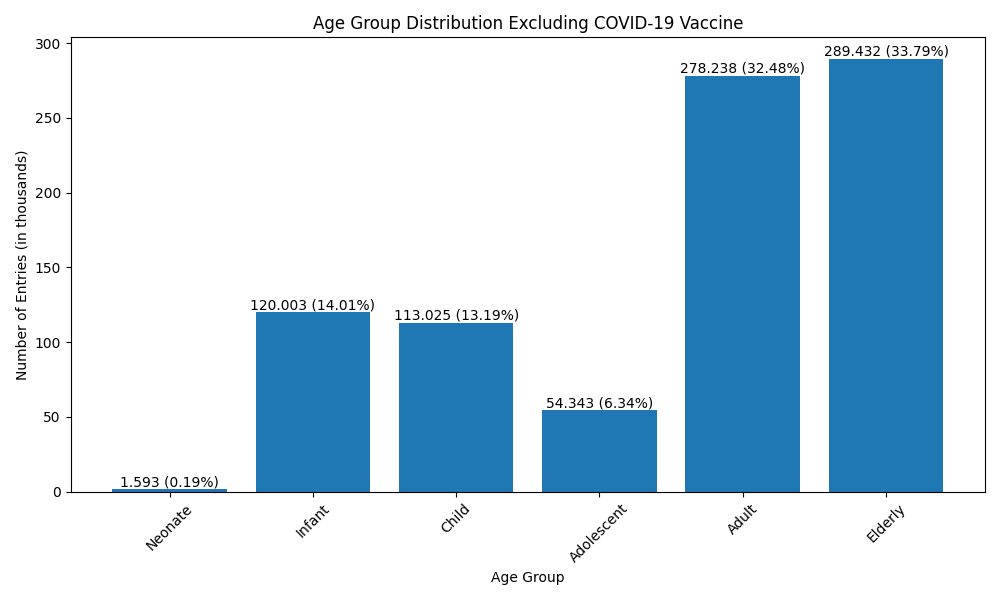 Age Group Distribution Excluding COVID-19 Vaccine
Number of Entries (in thousands)
300
250
200
150
100
50
0
1.593 (0.19%)
120.003 (14.01%)
113.025 (13.19%)
54.343 (6.34%)
278.238 (32.48%)
289.432 (33.79%)
Neonate
Infant
Child
Adolescent
Adult
Elderly
Age Group